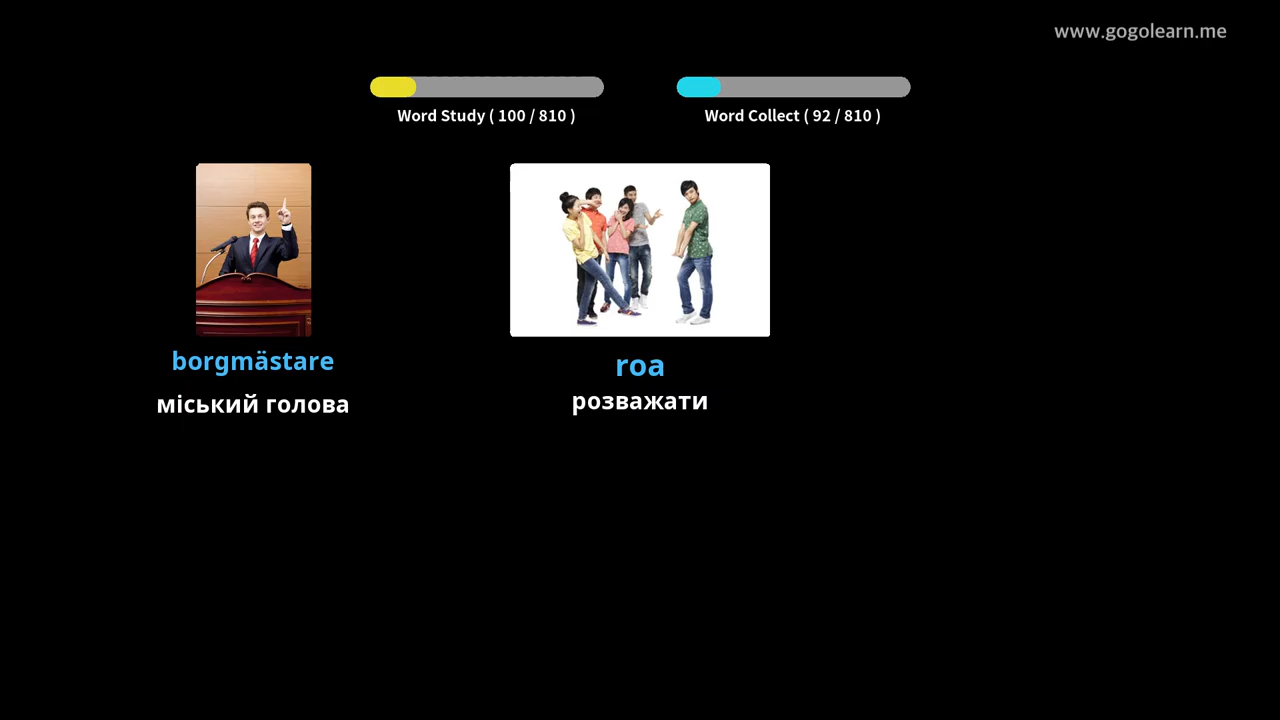 www.gogolearn.me
Word Study ( 100 / 810 )
Word Collect ( 92 / 810 )
borgmästare
міський голова
roa
розважати